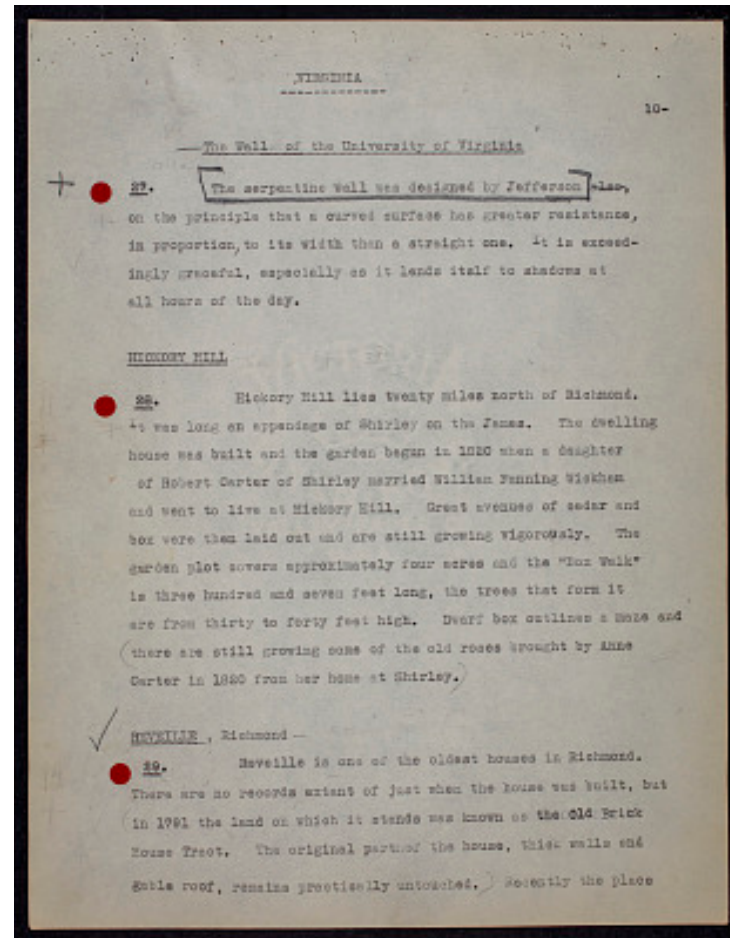 VIRGINIA
10-
The Wall of the University of Virginia
27. The serpentine wall was designed by Jefferson also,
on the principle that a curved surface has greater resistance,
in proportion, to its width than a straight one. It is exceed-
ingly graceful, especially as it lends itself to shadows at
all hours of the day.
HICKORY HILL
28. Hickory Hill lies twenty miles north of Richmond.
It was long an appendage of Shirley on the James. The dwelling
house was built and the garden begun in 1820 when a daughter
of Robert Carter of Shirley married William Fanning Wickham
and went to live at Hickory Hill. Great avenues of cedar and
box were then laid out and are still growing vigorously. The
garden plot covers approximately four acres and the "Box Walk"
is three hundred and seven feet long, the trees that form it
are from thirty to forty feet high. Dwarf box outlines a maze and
(there are still growing some of the old roses brought by Anne
Carter in 1820 from her home at Shirley.)
REVEILLE, Richmond —
29. Reveille is one of the oldest houses in Richmond.
There are no records extant of just when the house was built, but
(in 1791 the land on which it stands was known as the Old Brick
House Tract. The original part of the house, thick walls and
gable roof, remains practically untouched.) Recently the place